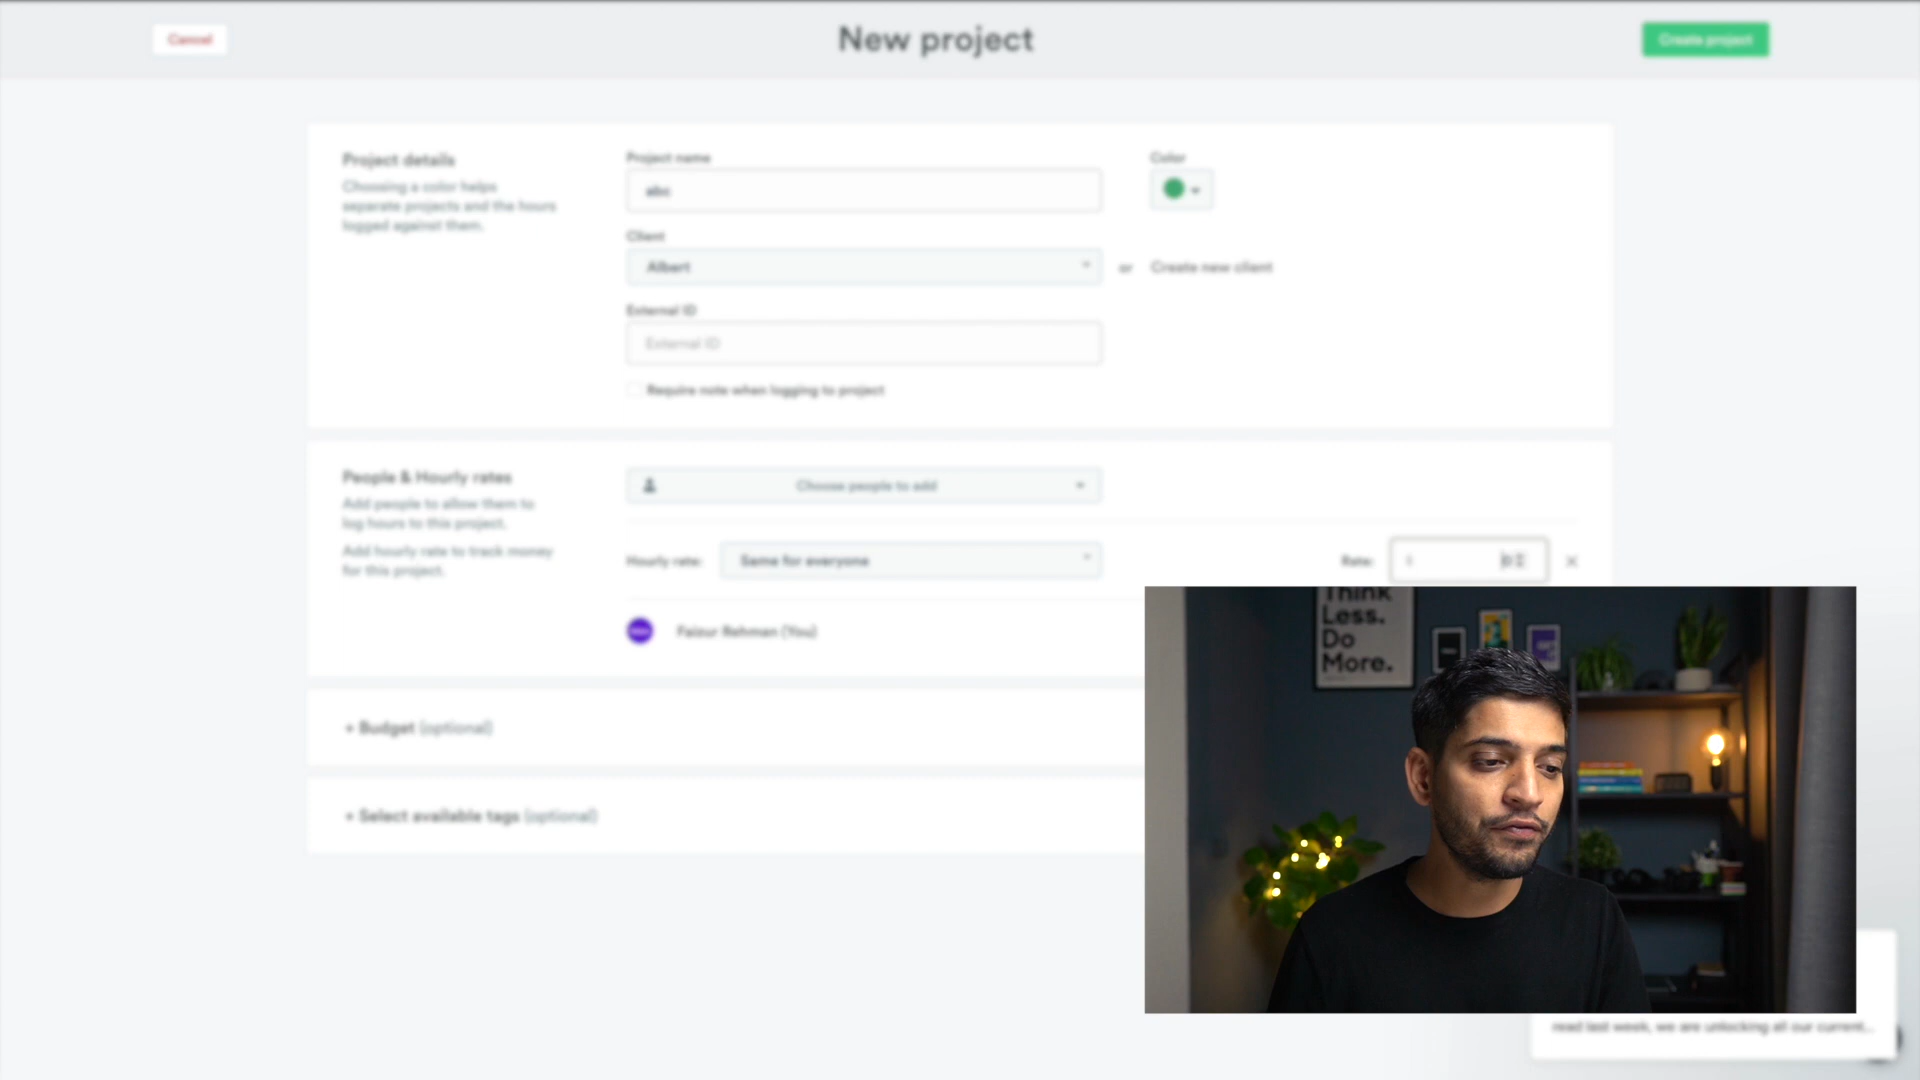 Cancel
New project
Create project
Project details
Choosing a color helps
separate projects and the hours
logged against them.
Project name
abc
Color
Client
Albert
or
Create new client
External ID
External ID
Require note when logging to project
People & Hourly rates
Add people to allow them to
log hours to this project.
Add hourly rate to track money
for this project.
Choose people to add
Hourly rate:
Same for everyone
Rate:
Faizur Rehman (You)
+ Budget (optional)
+ Select available tags (optional)
Think
Less.
Do
More.
read last week, we are unlocking all our current...